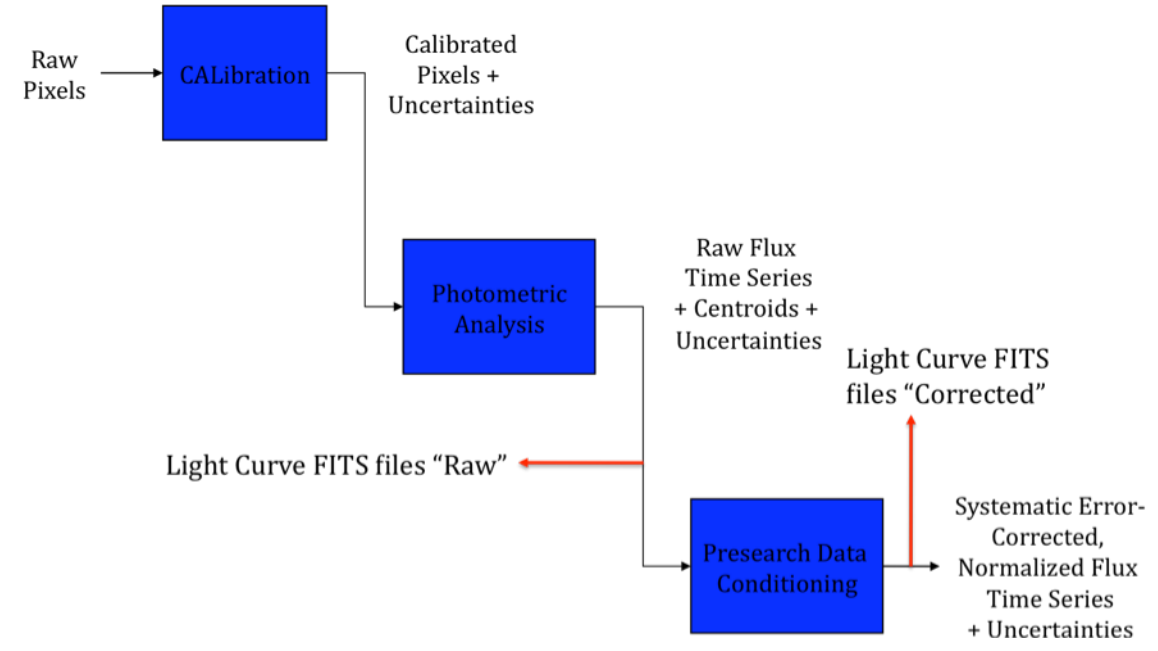 Raw
Pixels
CALibration
Calibrated
Pixels +
Uncertainties
Photometric
Analysis
Raw Flux
Time Series
+ Centroids +
Uncertainties
Light Curve FITS
files “Corrected”
Light Curve FITS files “Raw”
Presearch Data
Conditioning
Systematic Error-
Corrected,
Normalized Flux
Time Series
+ Uncertainties